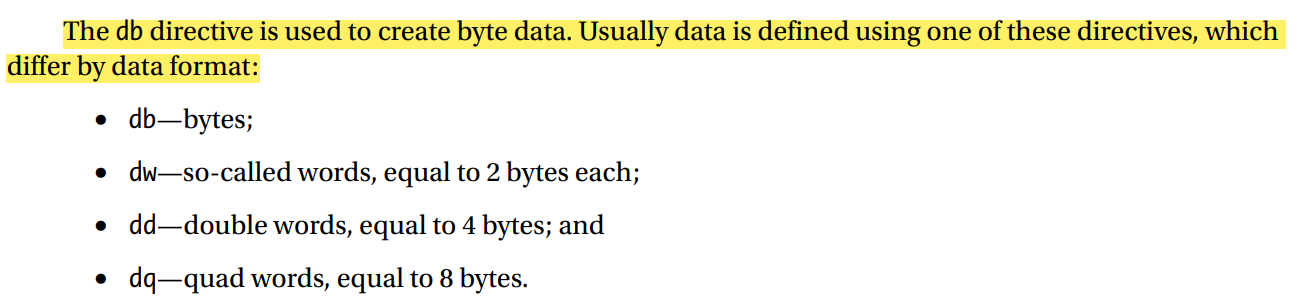 The db directive is used to create byte data. Usually data is defined using one of these directives, which
differ by data format:
• db—bytes;
• dw—so-called words, equal to 2 bytes each;
• dd—double words, equal to 4 bytes; and
• dq—quad words, equal to 8 bytes.